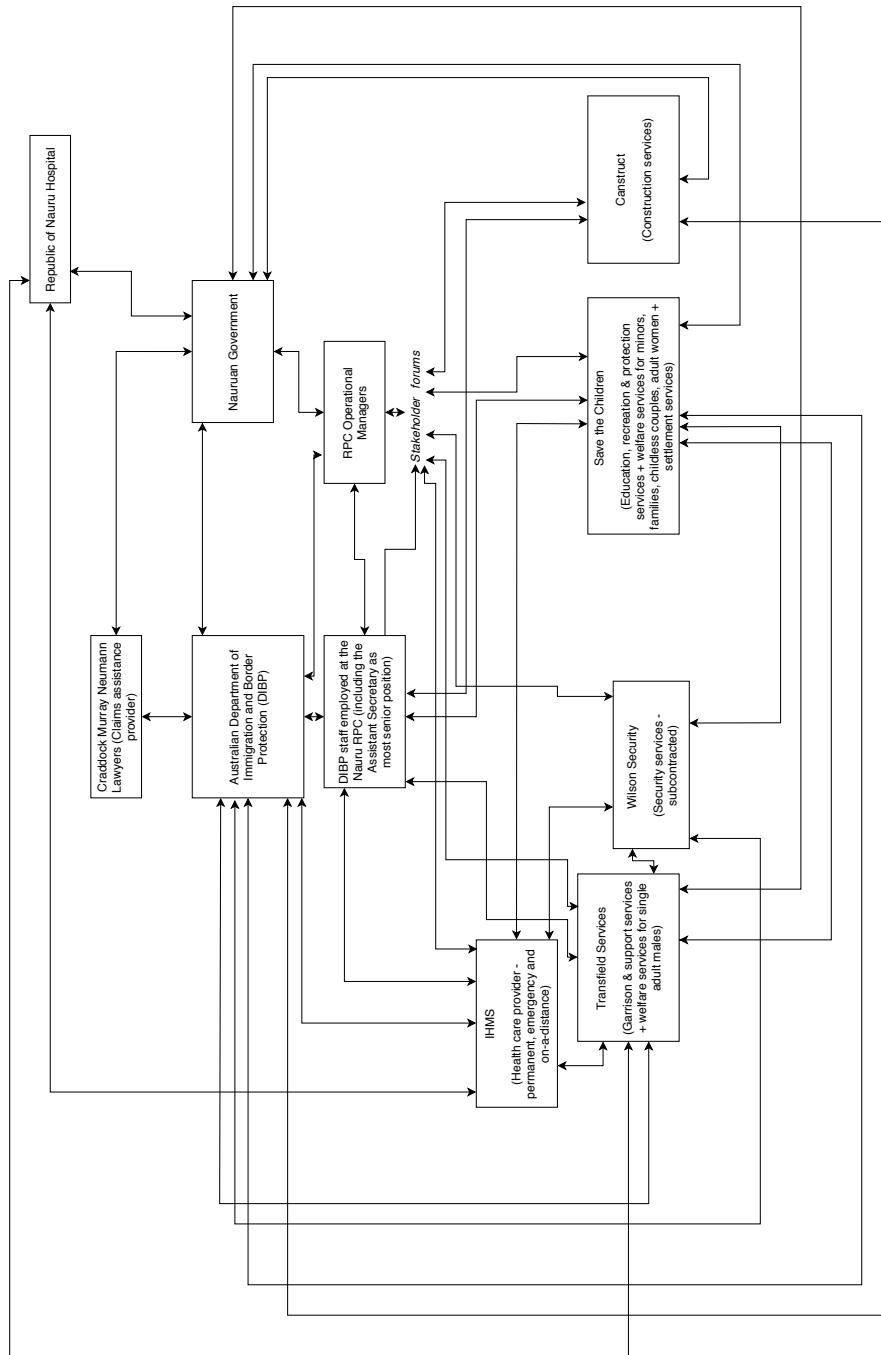 Republic of Nauru Hospital
Craddock Murray Neumann
Lawyers (Claims assistance
provider)
Australian Department of
Immigration and Border
Protection (DIBP)
Nauruan Government
DIBP staff employed at the
Nauru RPC (including the
Assistant Secretary as
most senior position)
RPC Operational
Managers
Stakeholder forums
IHMS
(Health care provider -
permanent, emergency and
on-a-distance)
Transfield Services
(Garrison & support services
+ welfare services for single
adult males)
Wilson Security
(Security services -
subcontracted)
Save the Children
(Education, recreation & protection
services + welfare services for minors,
families, childless couples, adult women +
settlement services)
Canstruct
(Construction services)